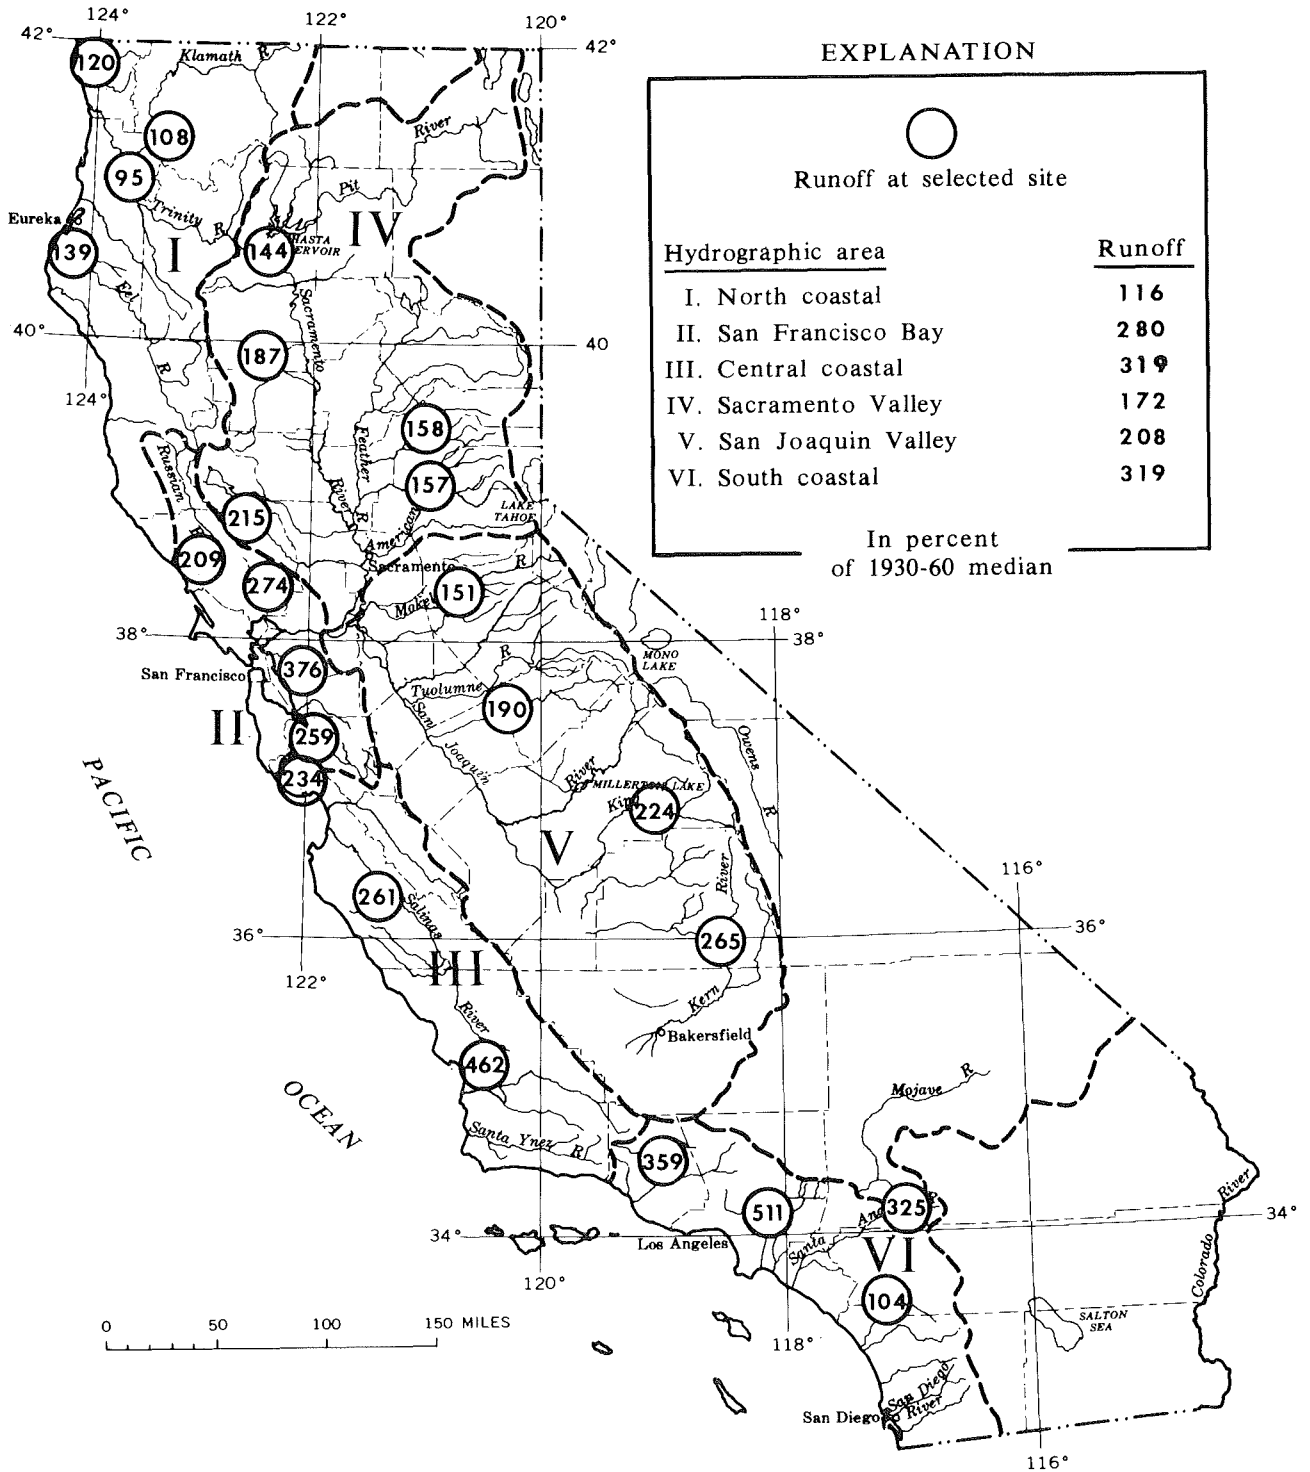 124°
122°
120°
42°
42°
EXPLANATION
120
Klamath R
108
River
Runoff at selected site
95
Pit
Trinity R
Eureka
IV
139
I
144
HASTA
ERVOIR
Hydrographic area Runoff
I. North coastal 116
II. San Francisco Bay 280
III. Central coastal 319
IV. Sacramento Valley 172
V. San Joaquin Valley 208
VI. South coastal 319
In percent
of 1930-60 median
Eel
R
Sacramento
40°
40
187
124°
158
Feather
Russian
157
River
R
LAKE
TAHOE
215
American
R
209
Sacramento
R
274
151
Mokel
118°
38°
38°
MONO
LAKE
San Francisco
376
R
Tuolumne
San
190
II
259
Joaquin
Owens
R
River
234
MILLERTON LAKE
PACIFIC
King
224
V
River
116°
261
Salinas
36°
265
36°
III
122°
Kern
River
Bakersfield
462
OCEAN
Mojave R
Santa Ynez R
359
River
511
Ana
325
R
34°
34°
Los Angeles
Santa
VI
Colorado
120°
104
0 50 100 150 MILES
SALTON
SEA
118°
San Diego
San Diego
River
116°